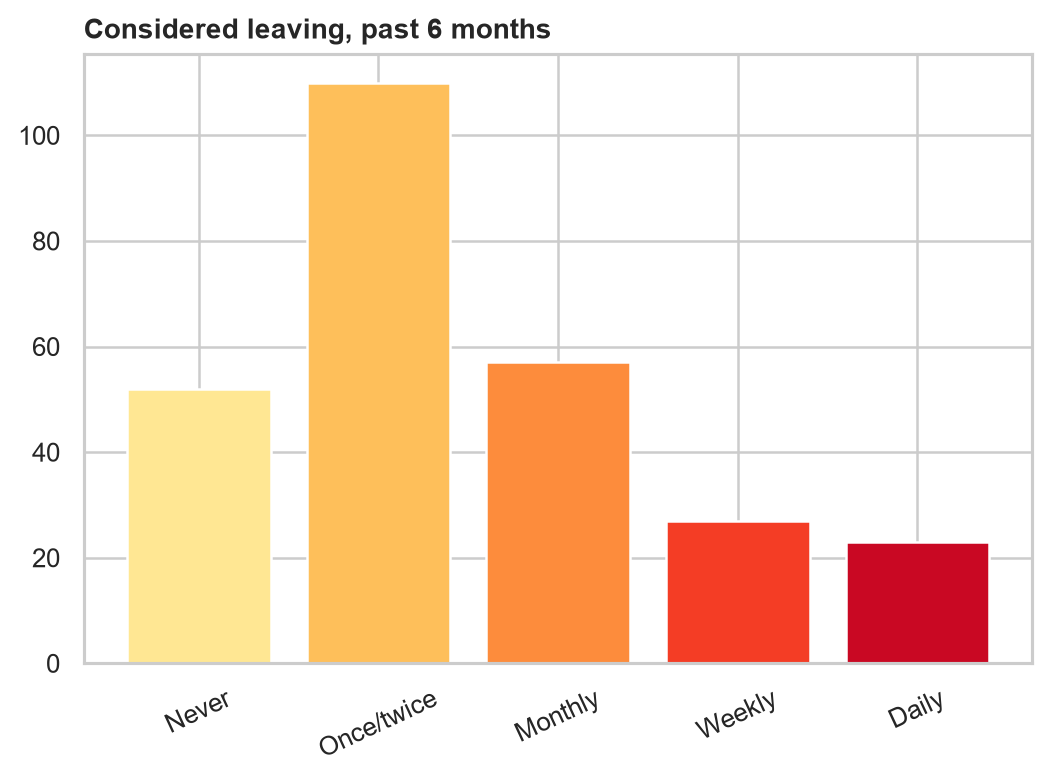 Considered leaving, past 6 months
100
80
60
40
20
0
Never
Once/twice
Monthly
Weekly
Daily